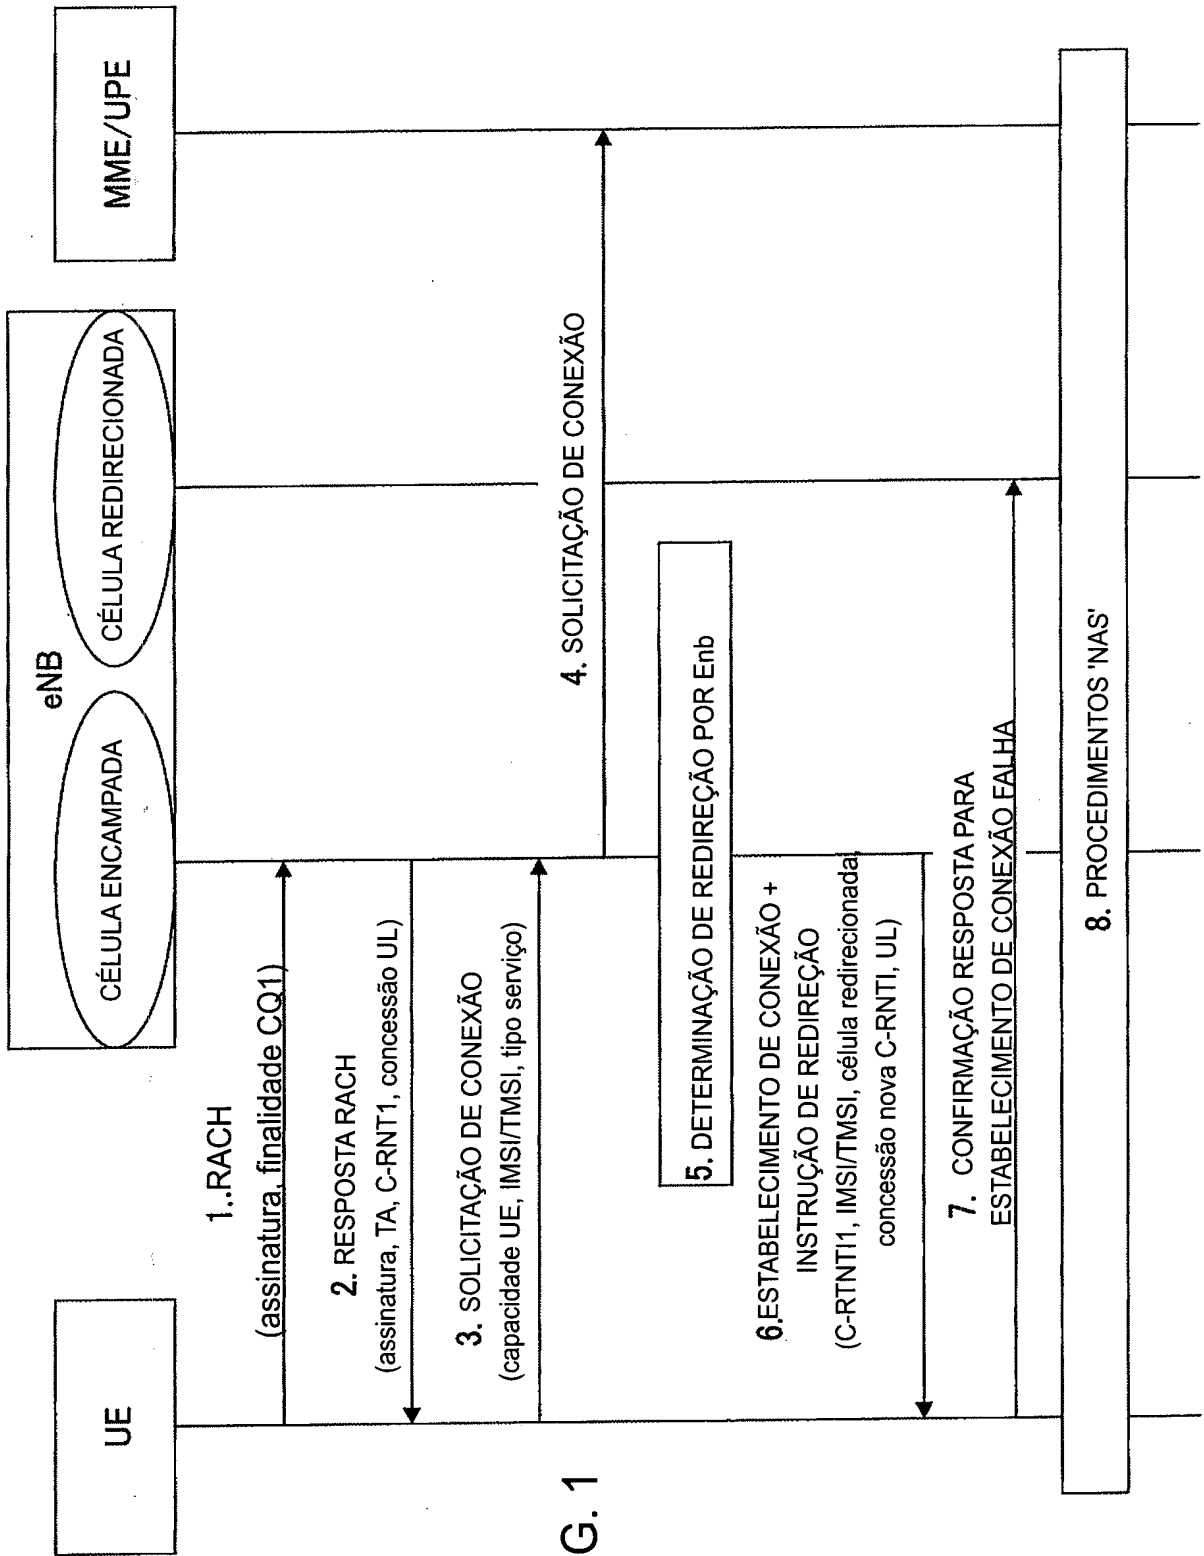 UE
eNB
CÉLULA ENCAMPADA
CÉLULA REDIRECIONADA
MME/UPE
1..RACH
(assinatura, finalidade CQ1)
2. RESPOSTA RACH
(assinatura, TA, C-RNT1, concessão UL)
3. SOLICITAÇÃO DE CONEXÃO
(capacidade UE, IMSI/TMSI, tipo serviço)
4. SOLICITAÇÃO DE CONEXÃO
5. DETERMINAÇÃO DE REDIREÇÃO POR Enb
6.ESTABELECIMENTO DE CONEXÃO +
INSTRUÇÃO DE REDIREÇÃO
(C-RTNTI1, IMSI/TMSI, célula redirecionada,
concessão nova C-RNTI, UL)
7. CONFIRMAÇÃO RESPOSTA PARA
ESTABELECIMENTO DE CONEXÃO FALHA
8. PROCEDIMENTOS 'NAS'
G. 1